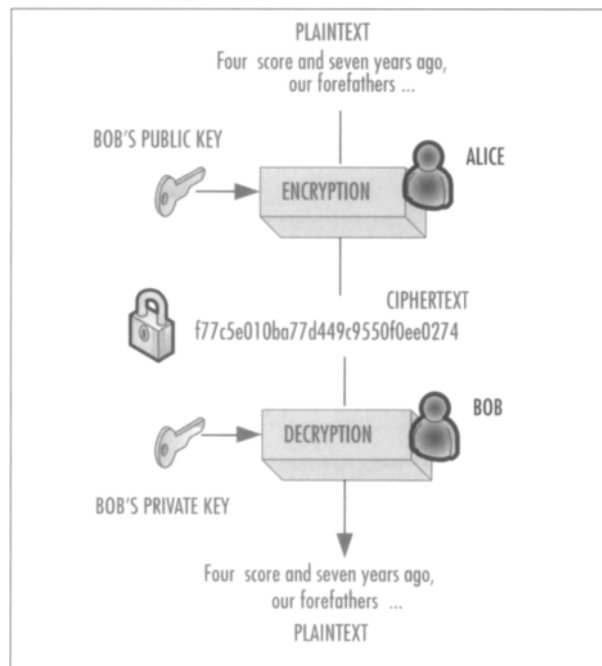 PLAINTEXT
Four score and seven years ago,
our forefathers ...
BOB'S PUBLIC KEY
ALICE
ENCRYPTION
CIPHERTEXT
f77c5e010ba77d449c9550f0ee0274
BOB
DECRYPTION
BOB'S PRIVATE KEY
Four score and seven years ago,
our forefathers ...
PLAINTEXT